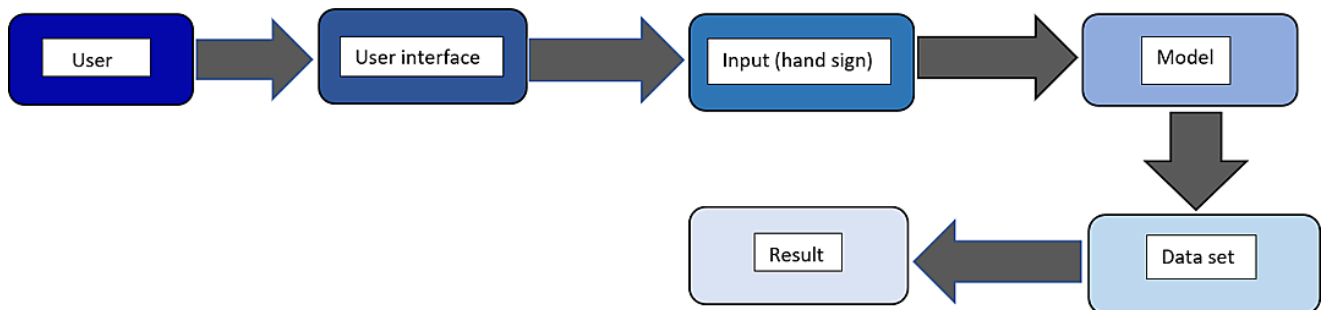 User
User interface
Input (hand sign)
Model
Data set
Result